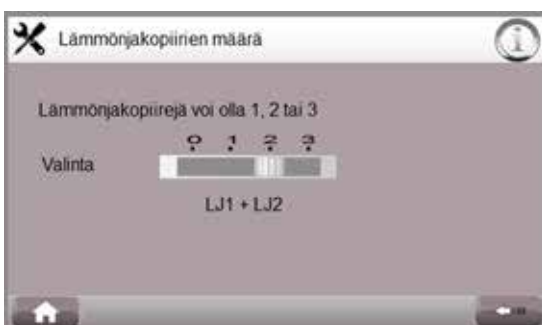 Lämmönjakopiirien määrä
Lämmönjakopiirejä voi olla 1, 2 tai 3
0 1 2 3
Valinta
LJ1 + LJ2